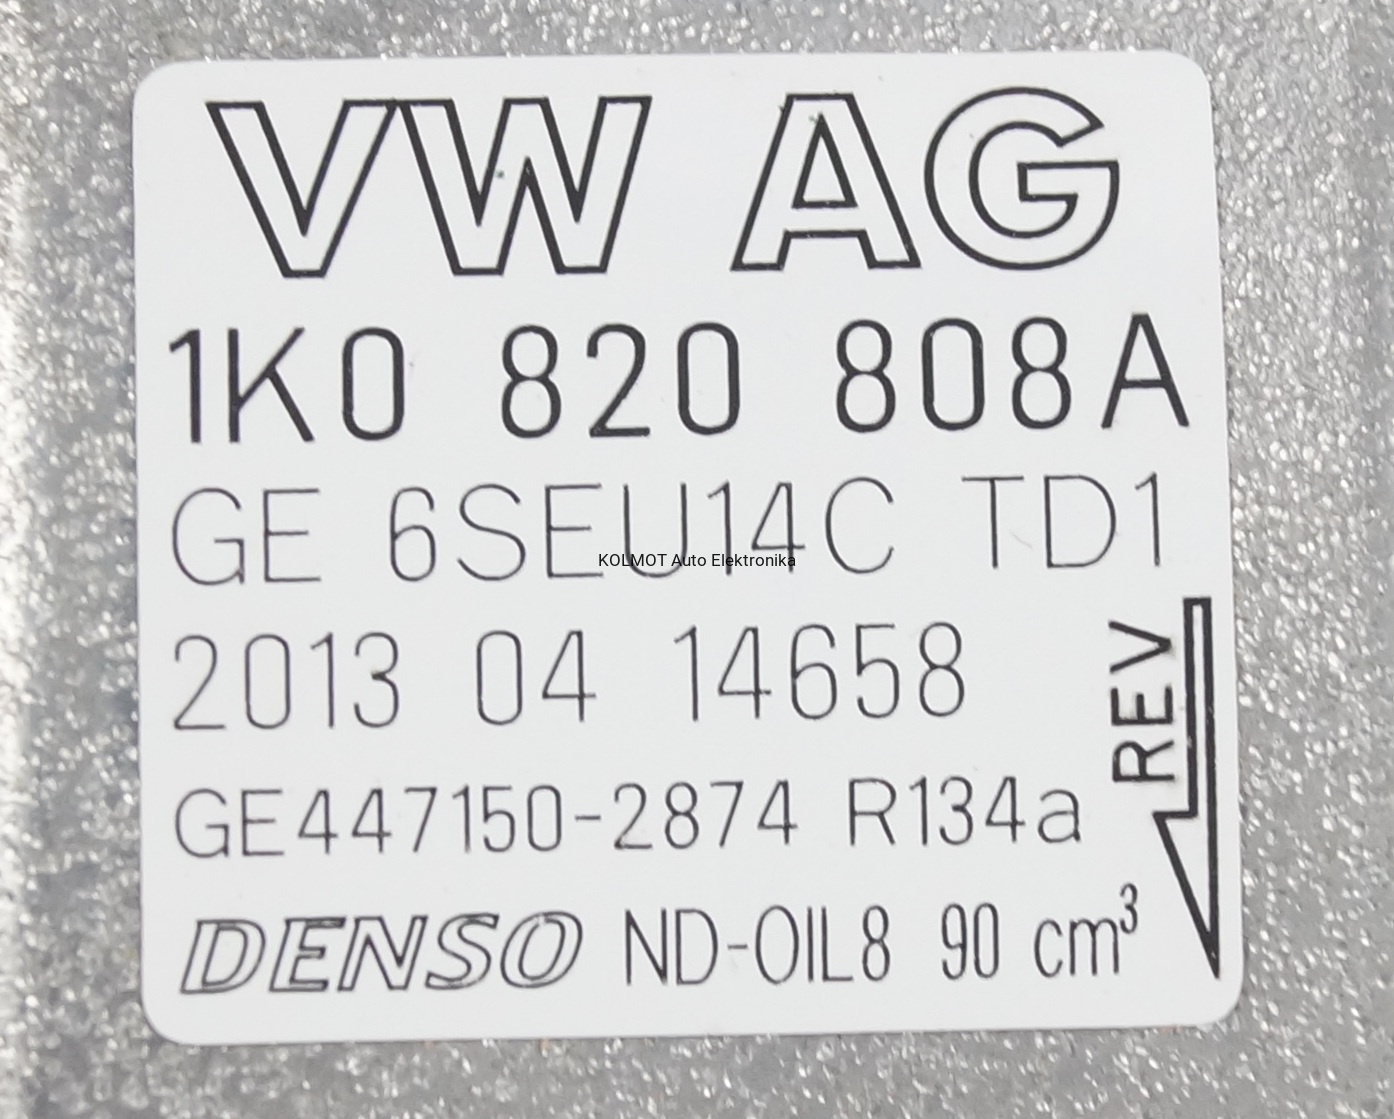 VW AG
1K0 820 808A
GE 6SEU14C TD1
KOLMOT Auto Elektronika
2013 04 14658
REV
GE447150-2874 R134a
DENSO ND-OIL8 90 cm³